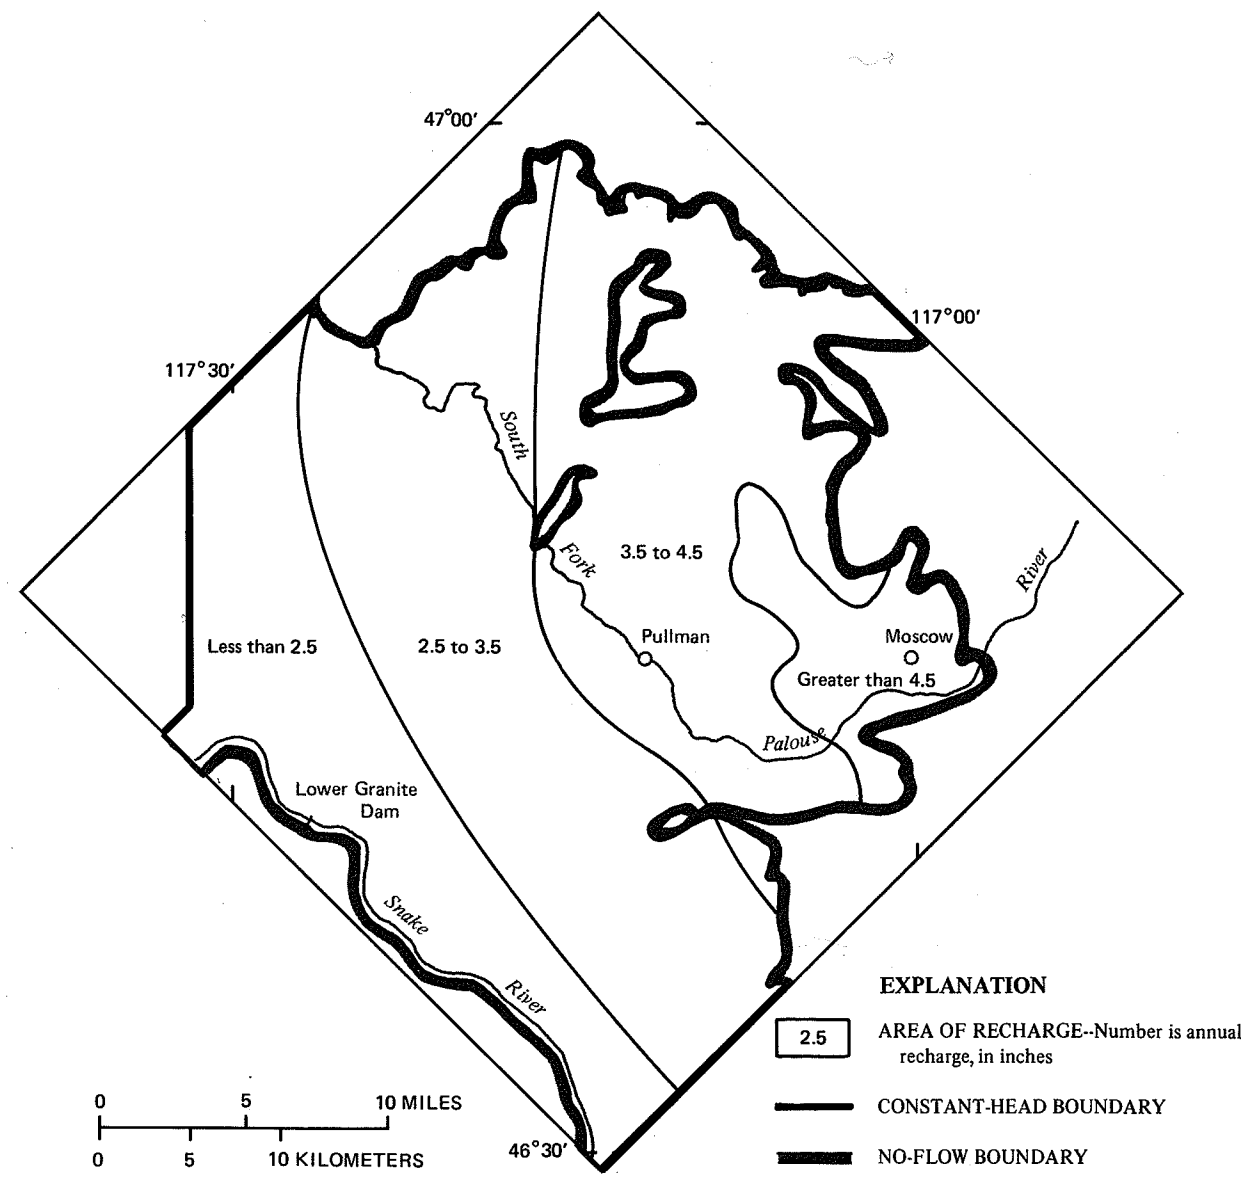 47°00'
117°00'
117°30'
South
Fork
3.5 to 4.5
River
Pullman
Moscow
Less than 2.5
2.5 to 3.5
Greater than 4.5
Palouse
Lower Granite
Dam
Snake
River
EXPLANATION
2.5 AREA OF RECHARGE--Number is annual
recharge, in inches
CONSTANT-HEAD BOUNDARY
NO-FLOW BOUNDARY
0 5 10 MILES
0 5 10 KILOMETERS
46°30'